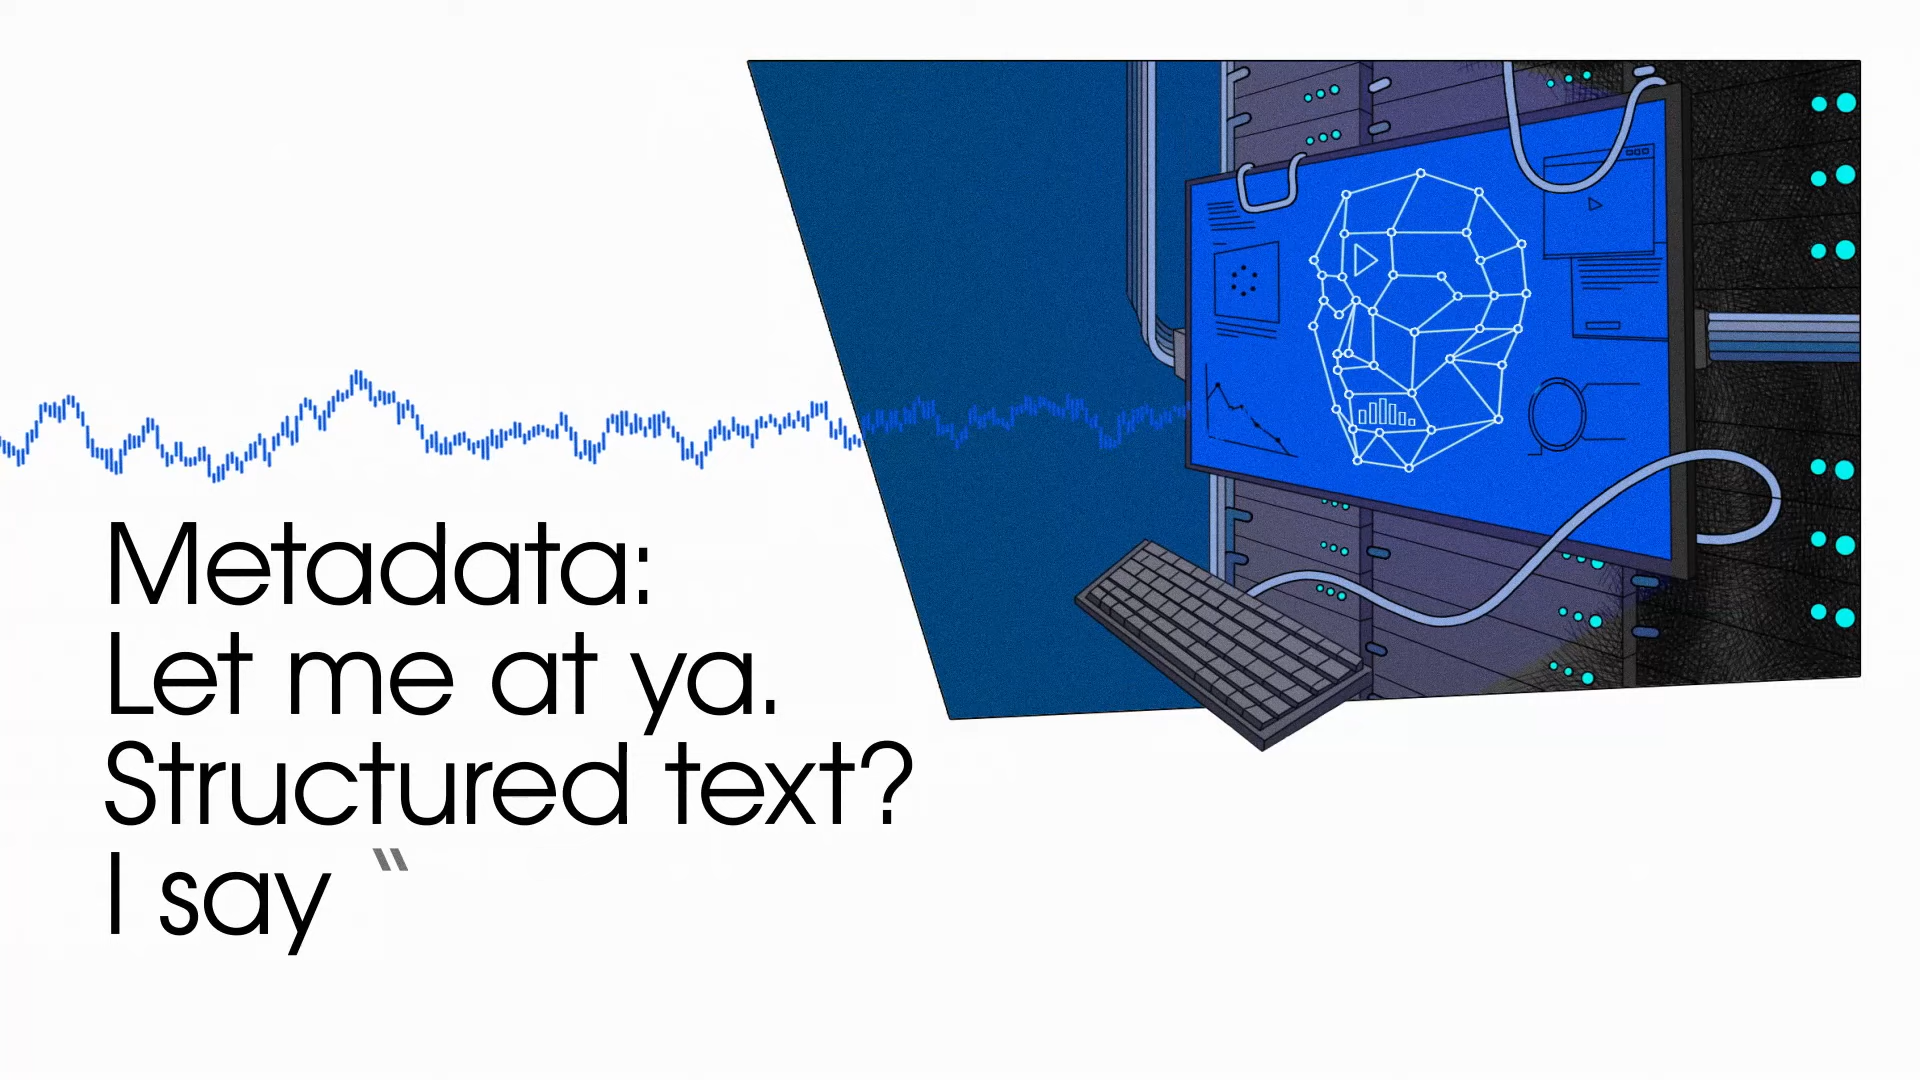 Metadata:
Let me at ya.
Structured text?
I say “